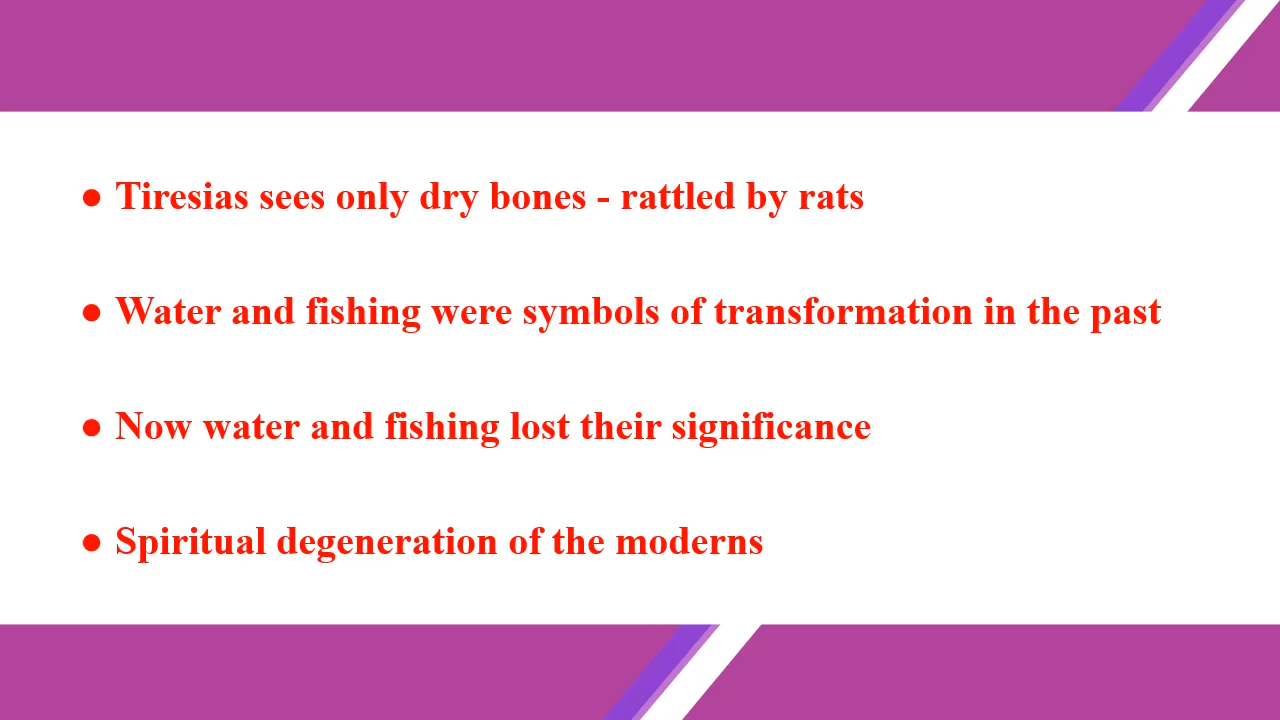 ● Tiresias sees only dry bones - rattled by rats
● Water and fishing were symbols of transformation in the past
● Now water and fishing lost their significance
● Spiritual degeneration of the moderns